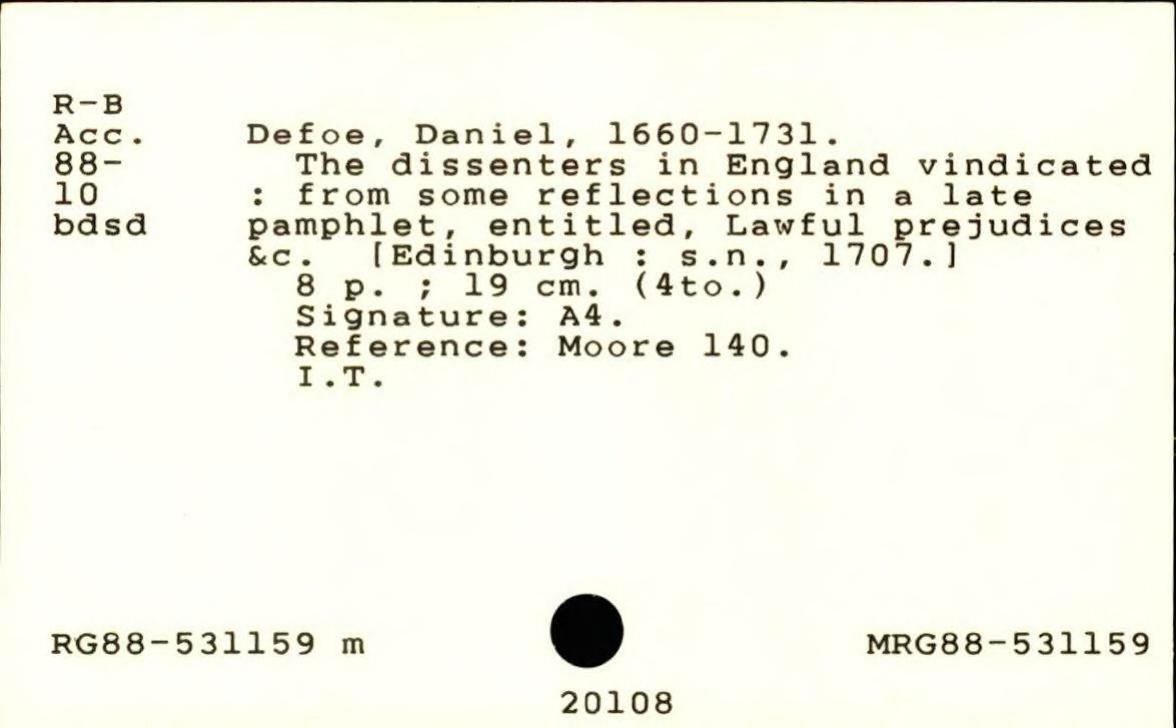 R-B
Acc. Defoe, Daniel, 1660-1731.
88- The dissenters in England vindicated
10 : from some reflections in a late
bdsd pamphlet, entitled, Lawful prejudices
&c. [Edinburgh : s.n., 1707.]
8 p. ; 19 cm. (4to.)
Signature: A4.
Reference: Moore 140.
I.T.
RG88-531159 m MRG88-531159
20108